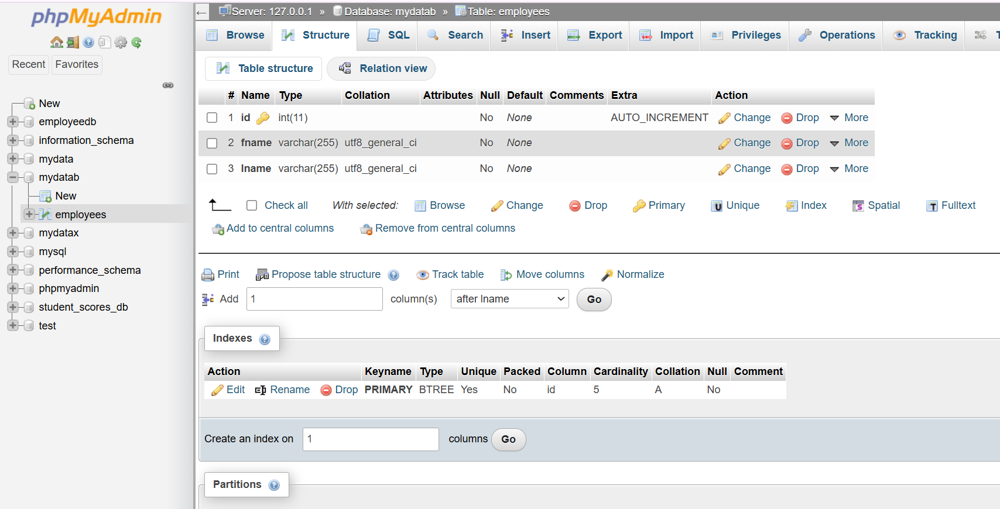 phpMyAdmin
Recent Favorites
New
employeedb
information_schema
mydata
mydatab
New
employees
mydatax
mysql
performance_schema
phpmyadmin
student_scores_db
test
← Server: 127.0.0.1 » Database: mydatab » Table: employees
Browse Structure SQL Search Insert Export Import Privileges Operations Tracking T
Table structure Relation view
# Name Type Collation Attributes Null Default Comments Extra Action
1 id int(11) No None AUTO_INCREMENT Change Drop More
2 fname varchar(255) utf8_general_ci No None Change Drop More
3 lname varchar(255) utf8_general_ci No None Change Drop More
Check all With selected: Browse Change Drop Primary Unique Index Spatial Fulltext
Add to central columns Remove from central columns
Print Propose table structure Track table Move columns Normalize
Add 1 column(s) after lname Go
Indexes
Action Keyname Type Unique Packed Column Cardinality Collation Null Comment
Edit Rename Drop PRIMARY BTREE Yes No id 5 A No
Create an index on 1 columns Go
Partitions